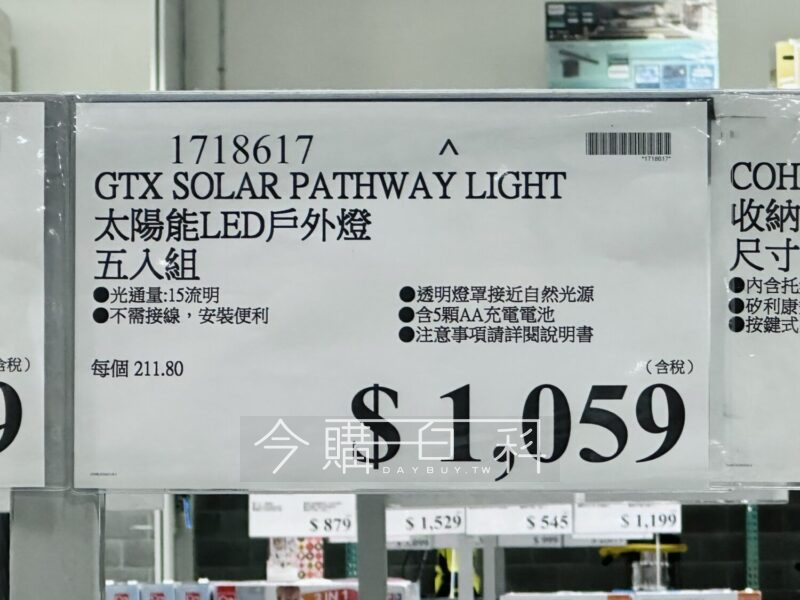 1718617
^
*1718617*
GTX SOLAR PATHWAY LIGHT
太陽能LED戶外燈
五入組
●光通量:15流明
●不需接線，安裝便利
●透明燈罩接近自然光源
●含5顆AA充電電池
●注意事項請詳閱說明書
每個 211.80
(含稅)
$ 1,059
今購百科
DAYBUY.TW
含稅)
9
COH
收納
尺寸
●內含托
●矽利康
●按鍵式
$ 879
$ 1,529
$ 545
$ 1,199
3 IN 1